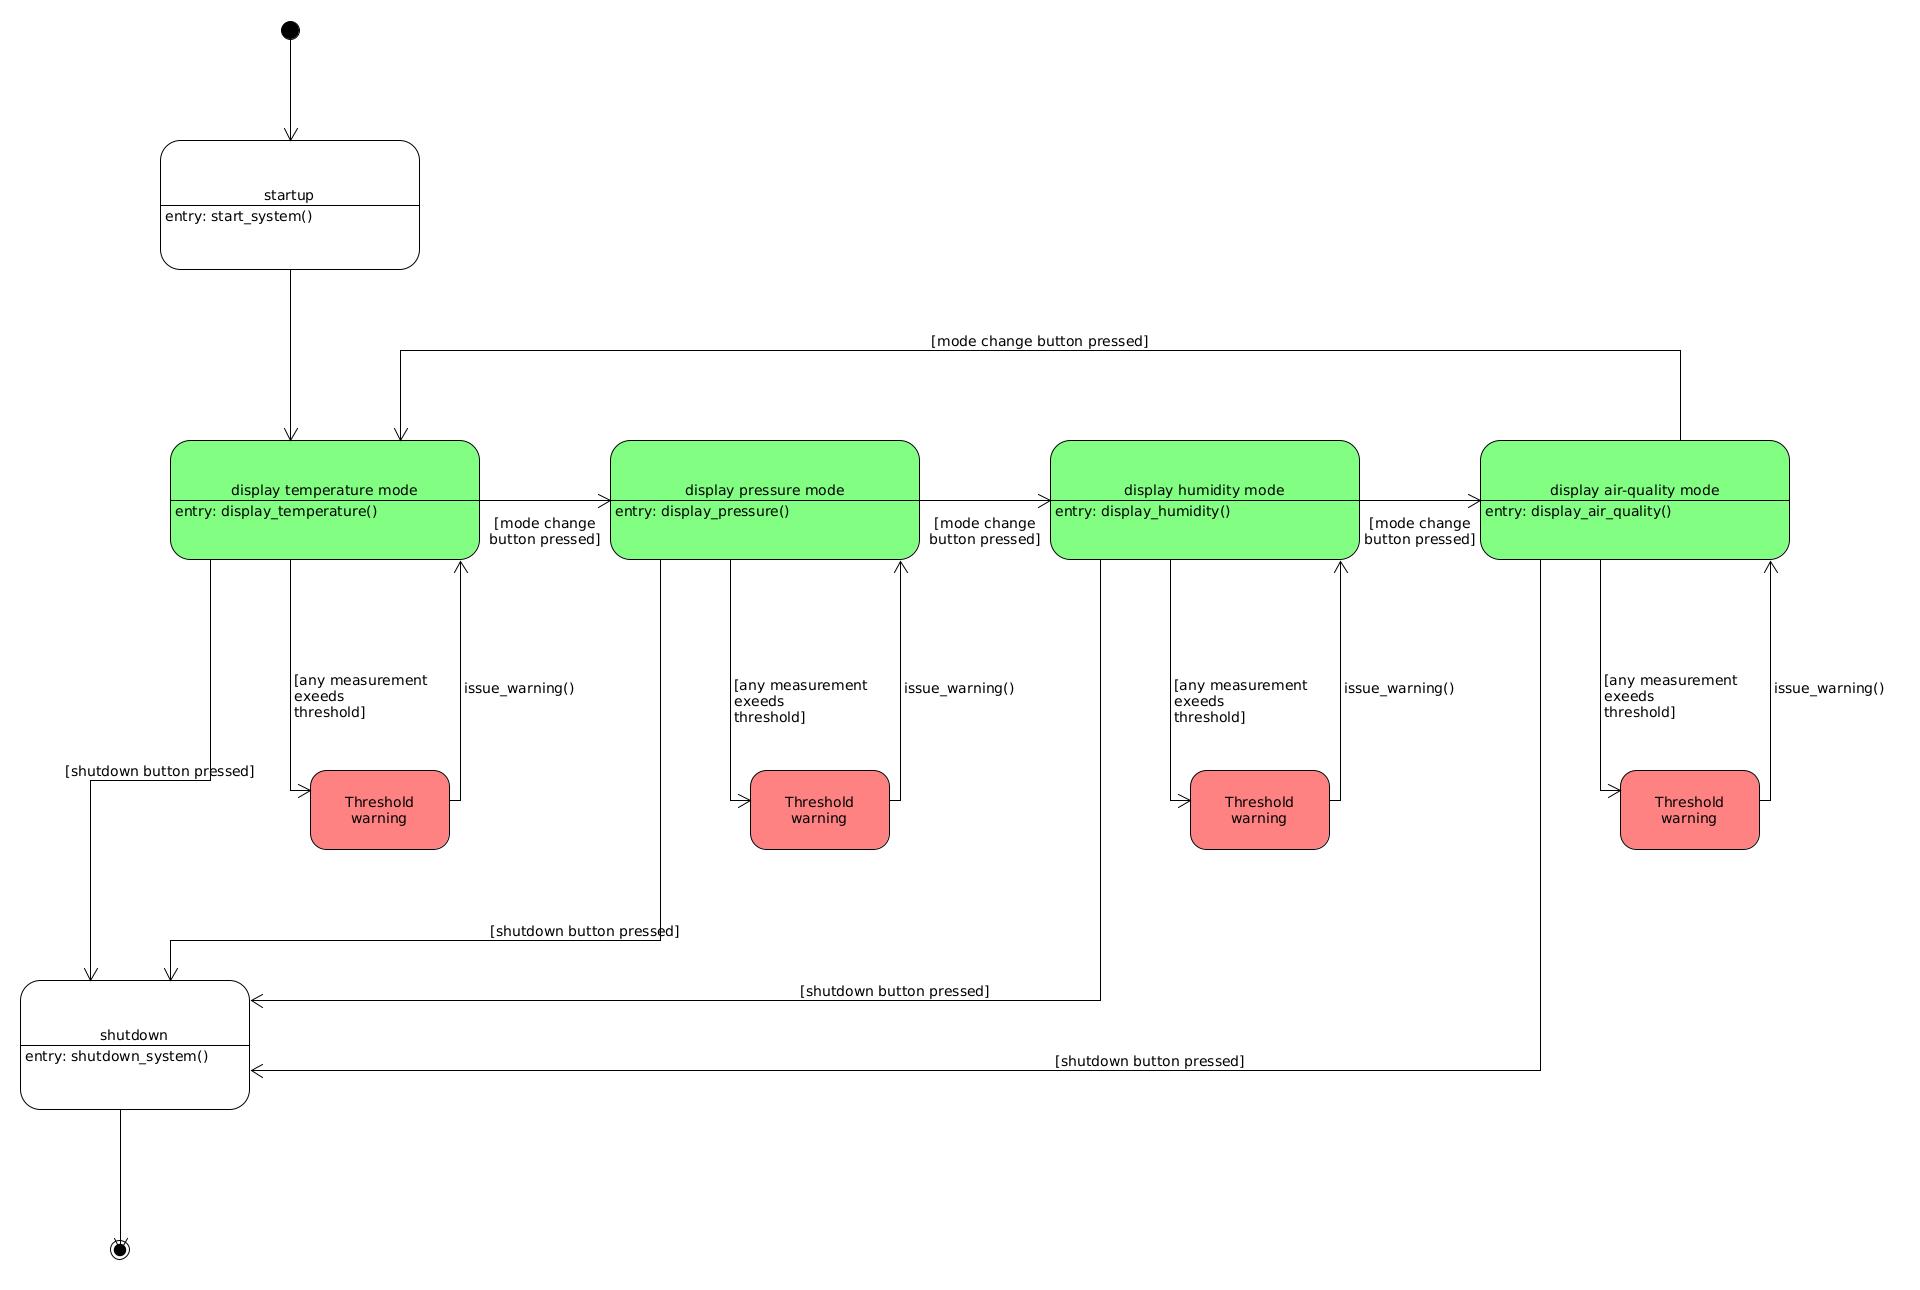 startup
entry: start_system()
[mode change button pressed]
display temperature mode
entry: display_temperature()
[mode change
button pressed]
display pressure mode
entry: display_pressure()
[mode change
button pressed]
display humidity mode
entry: display_humidity()
[mode change
button pressed]
display air-quality mode
entry: display_air_quality()
[any measurement
exeeds
threshold]
issue_warning()
[any measurement
exeeds
threshold]
issue_warning()
[any measurement
exeeds
threshold]
issue_warning()
[any measurement
exeeds
threshold]
issue_warning()
[shutdown button pressed]
Threshold
warning
Threshold
warning
Threshold
warning
Threshold
warning
[shutdown button pressed]
[shutdown button pressed]
shutdown
entry: shutdown_system()
[shutdown button pressed]